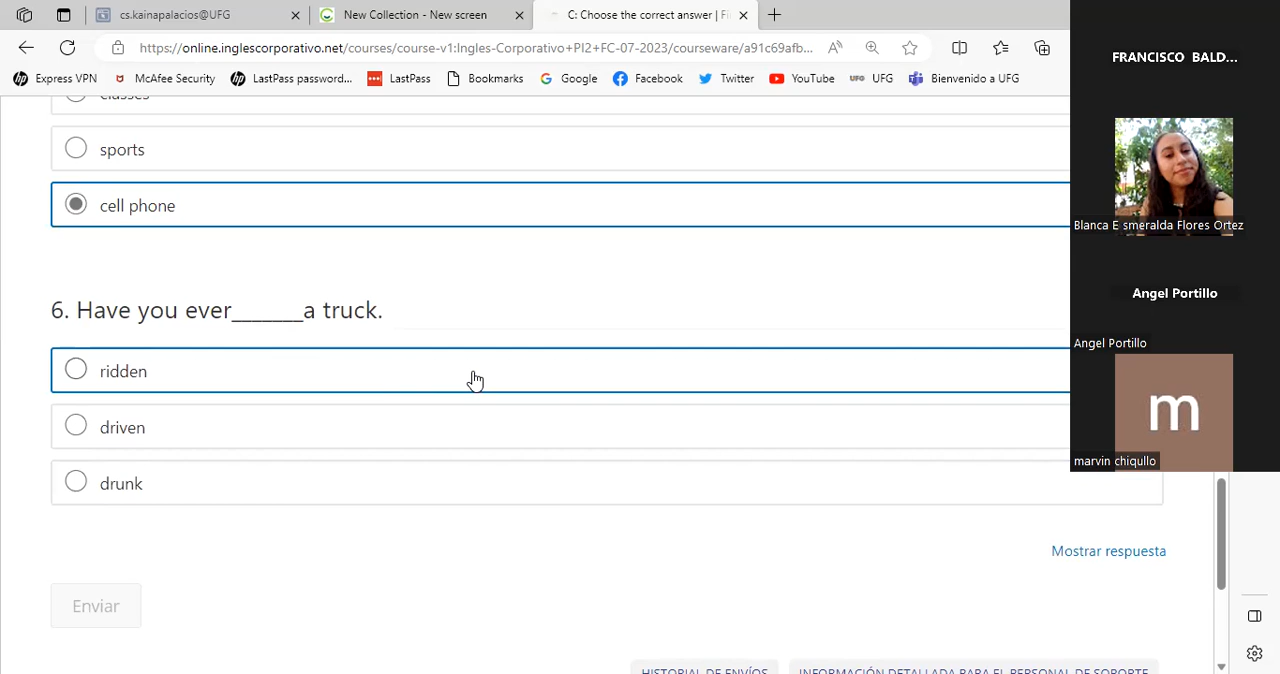 cs.kainapalacios@UFG
New Collection - New screen
C: Choose the correct answer | Fi
https://online.inglescorporativo.net/courses/course-v1:Ingles-Corporativo+PI2+FC-07-2023/courseware/a91c69afb...
Express VPN
McAfee Security
LastPass password...
LastPass
Bookmarks
Google
Facebook
Twitter
YouTube
UFG
Bienvenido a UFG
classes
sports
cell phone
6. Have you ever_______a truck.
ridden
driven
drunk
Mostrar respuesta
Enviar
HISTORIAL DE ENVÍOS
INFORMACIÓN DETALLADA PARA EL PERSONAL DE SOPORTE
FRANCISCO BALD...
Blanca E smeralda Flores Ortez
Angel Portillo
Angel Portillo
m
marvin chiqullo